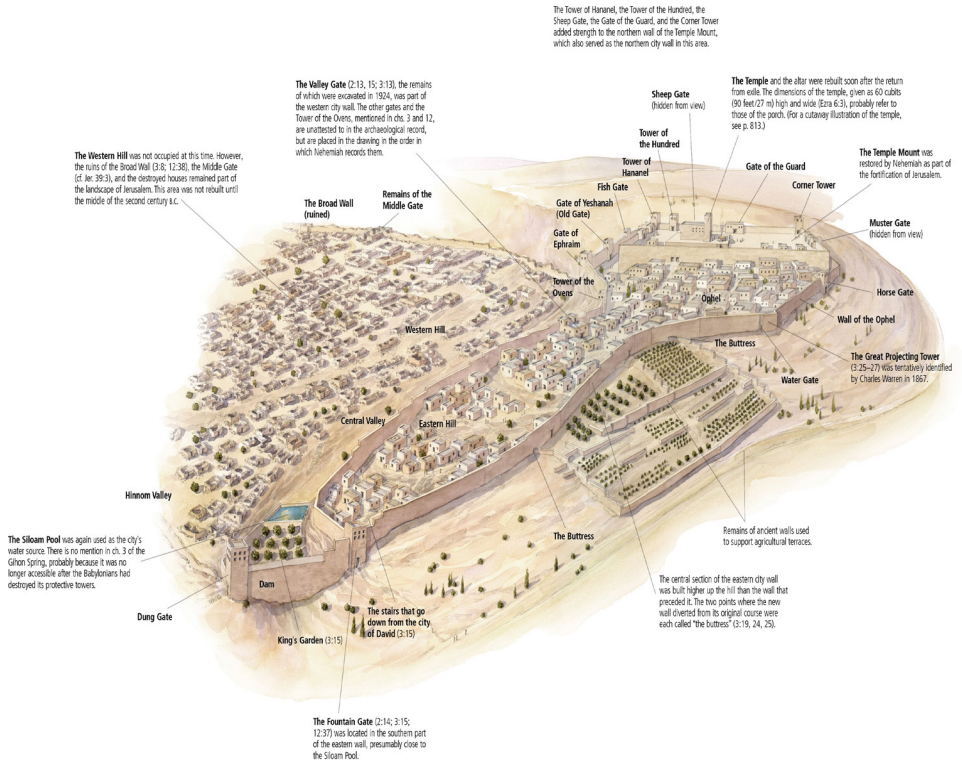 The Tower of Hananel, the Tower of the Hundred, the
Sheep Gate, the Gate of the Guard, and the Corner Tower
added strength to the northern wall of the Temple Mount,
which also served as the northern city wall in this area.
The Valley Gate (2:13, 15; 3:13), the remains
of which were excavated in 1924, was part of
the western city wall. The other gates and the
Tower of the Ovens, mentioned in chs. 3 and 12,
are unattested to in the archaeological record,
but are placed in the drawing in the order in
which Nehemiah records them.
Sheep Gate
(hidden from view)
The Temple and the altar were rebuilt soon after the return
from exile. The dimensions of the temple, given as 60 cubits
(90 feet/27 m) high and wide (Ezra 6:3), probably refer to
those of the porch. (For a cutaway illustration of the temple,
see p. 813.)
Tower of
the Hundred
The Western Hill was not occupied at this time. However,
the ruins of the Broad Wall (3:8; 12:38), the Middle Gate
(cf. Jer. 39:3), and the destroyed houses remained part of
the landscape of Jerusalem. This area was not rebuilt until
the middle of the second century B.C.
Tower of
Hananel
Gate of the Guard
The Temple Mount was
restored by Nehemiah as part of
the fortification of Jerusalem.
Fish Gate
Corner Tower
The Broad Wall
(ruined)
Remains of the
Middle Gate
Gate of Yeshanah
(Old Gate)
Muster Gate
(hidden from view)
Gate of
Ephraim
Tower of the
Ovens
Ophel
Horse Gate
Wall of the Ophel
Western Hill
The Buttress
The Great Projecting Tower
(3:25–27) was tentatively identified
by Charles Warren in 1867.
Water Gate
Central Valley
Eastern Hill
Hinnom Valley
The Siloam Pool was again used as the city's
water source. There is no mention in ch. 3 of the
Gihon Spring, probably because it was no
longer accessible after the Babylonians had
destroyed its protective towers.
The Buttress
Remains of ancient walls used
to support agricultural terraces.
Dam
The central section of the eastern city wall
was built higher up the hill than the wall that
preceded it. The two points where the new
wall diverted from its original course were
each called "the buttress" (3:19, 24, 25).
Dung Gate
The stairs that go
down from the city
of David (3:15)
King's Garden (3:15)
The Fountain Gate (2:14; 3:15;
12:37) was located in the southern part
of the eastern wall, presumably close to
the Siloam Pool.